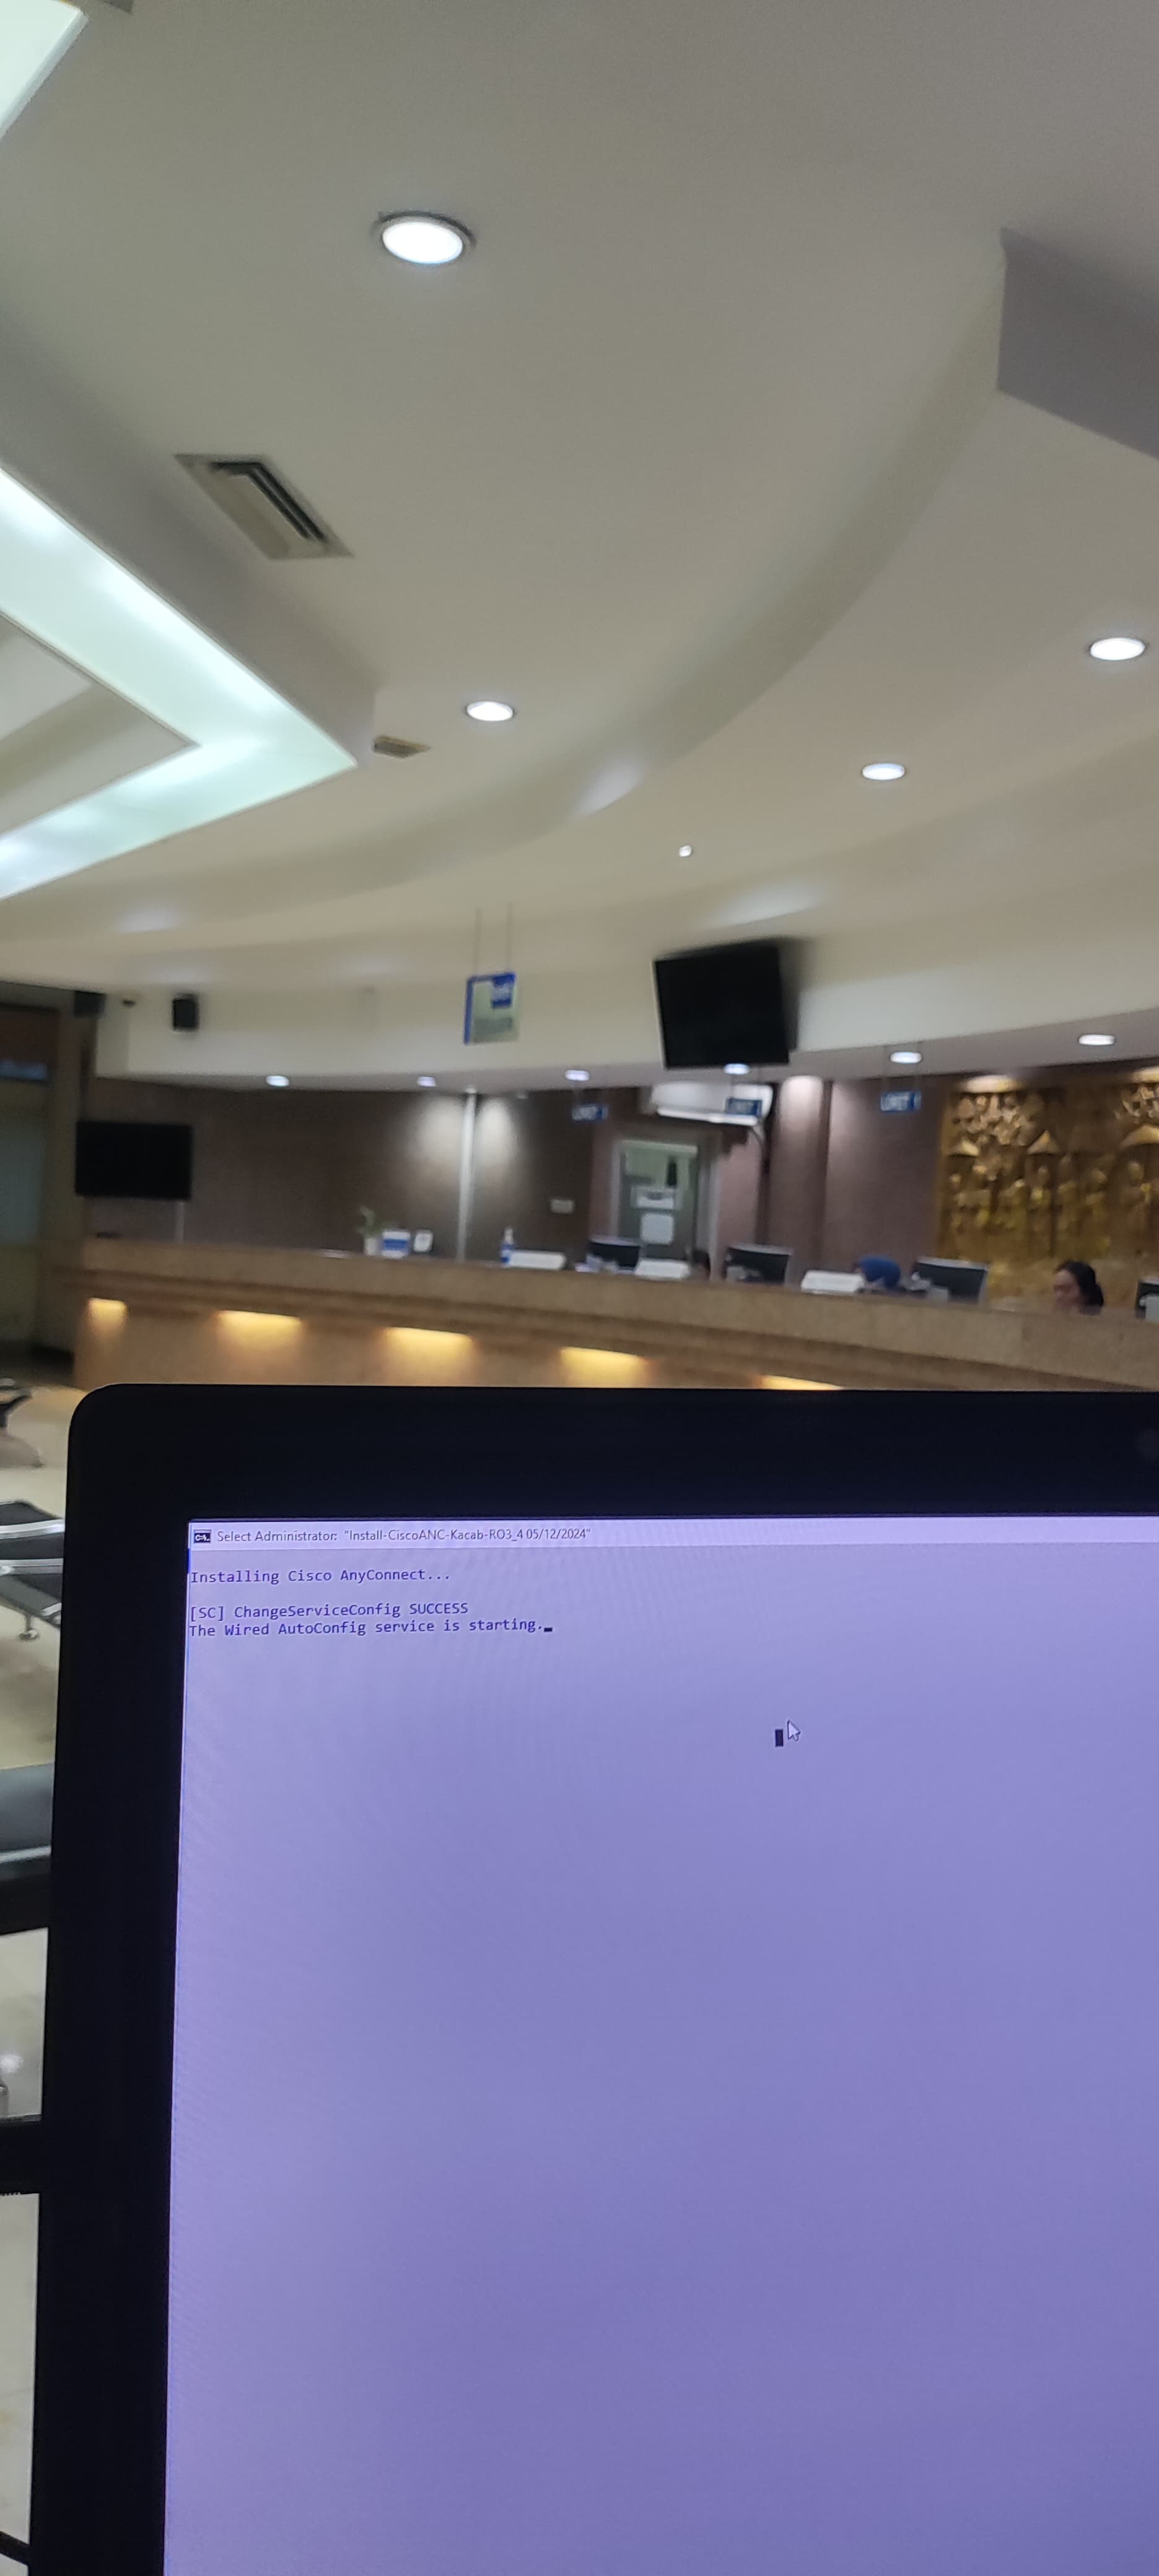 LOKET
Select Administrator: "Install-CiscoANC-Kacab-RO3_4 05/12/2024"
Installing Cisco AnyConnect...
[SC] ChangeServiceConfig SUCCESS
The Wired AutoConfig service is starting.